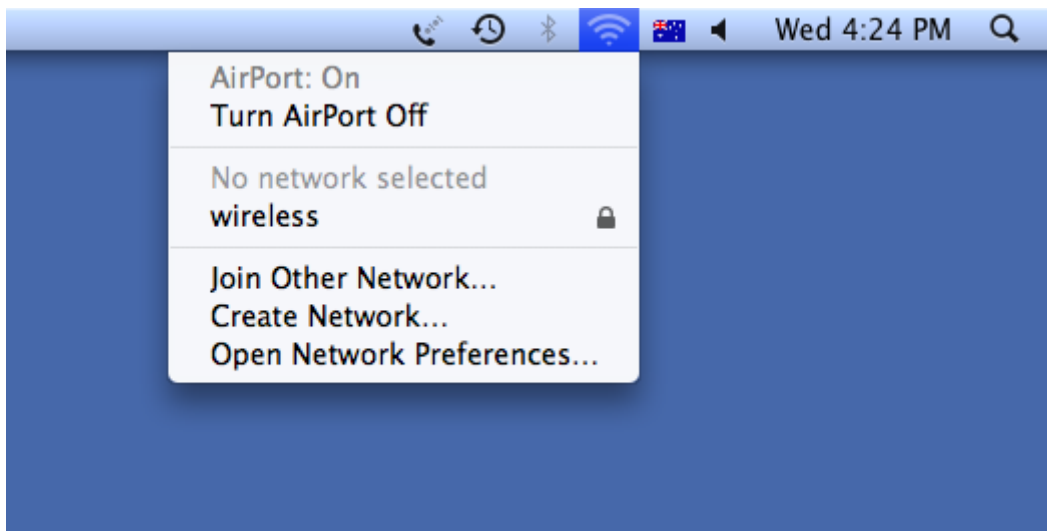 Wed 4:24 PM
AirPort: On
Turn AirPort Off
No network selected
wireless
Join Other Network...
Create Network...
Open Network Preferences...